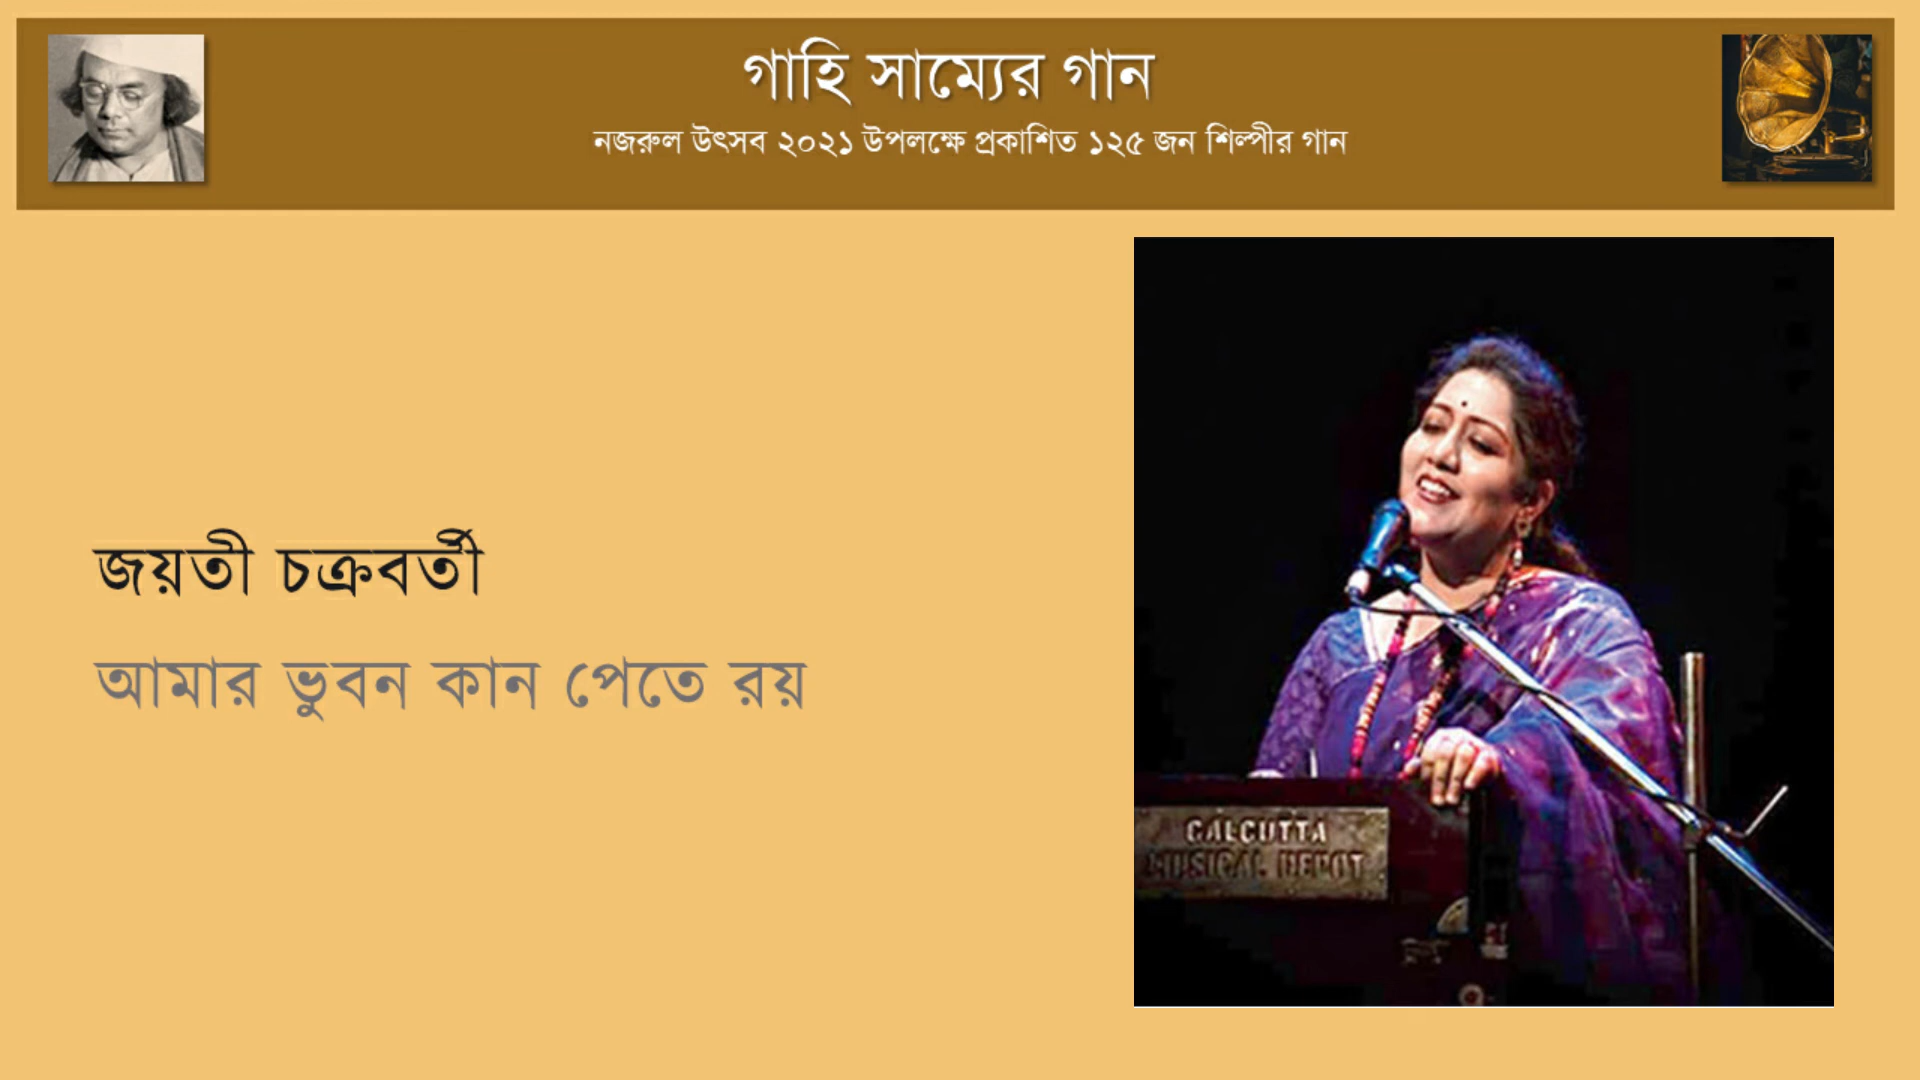 গাহি সাম্যের গান
নজরুল উৎসব ২০২১ উপলক্ষে প্রকাশিত ১২৫ জন শিল্পীর গান
জয়তী চক্রবর্তী
আমার ভুবন কান পেতে রয়
CALCUTTA
MUSICAL DEPOT